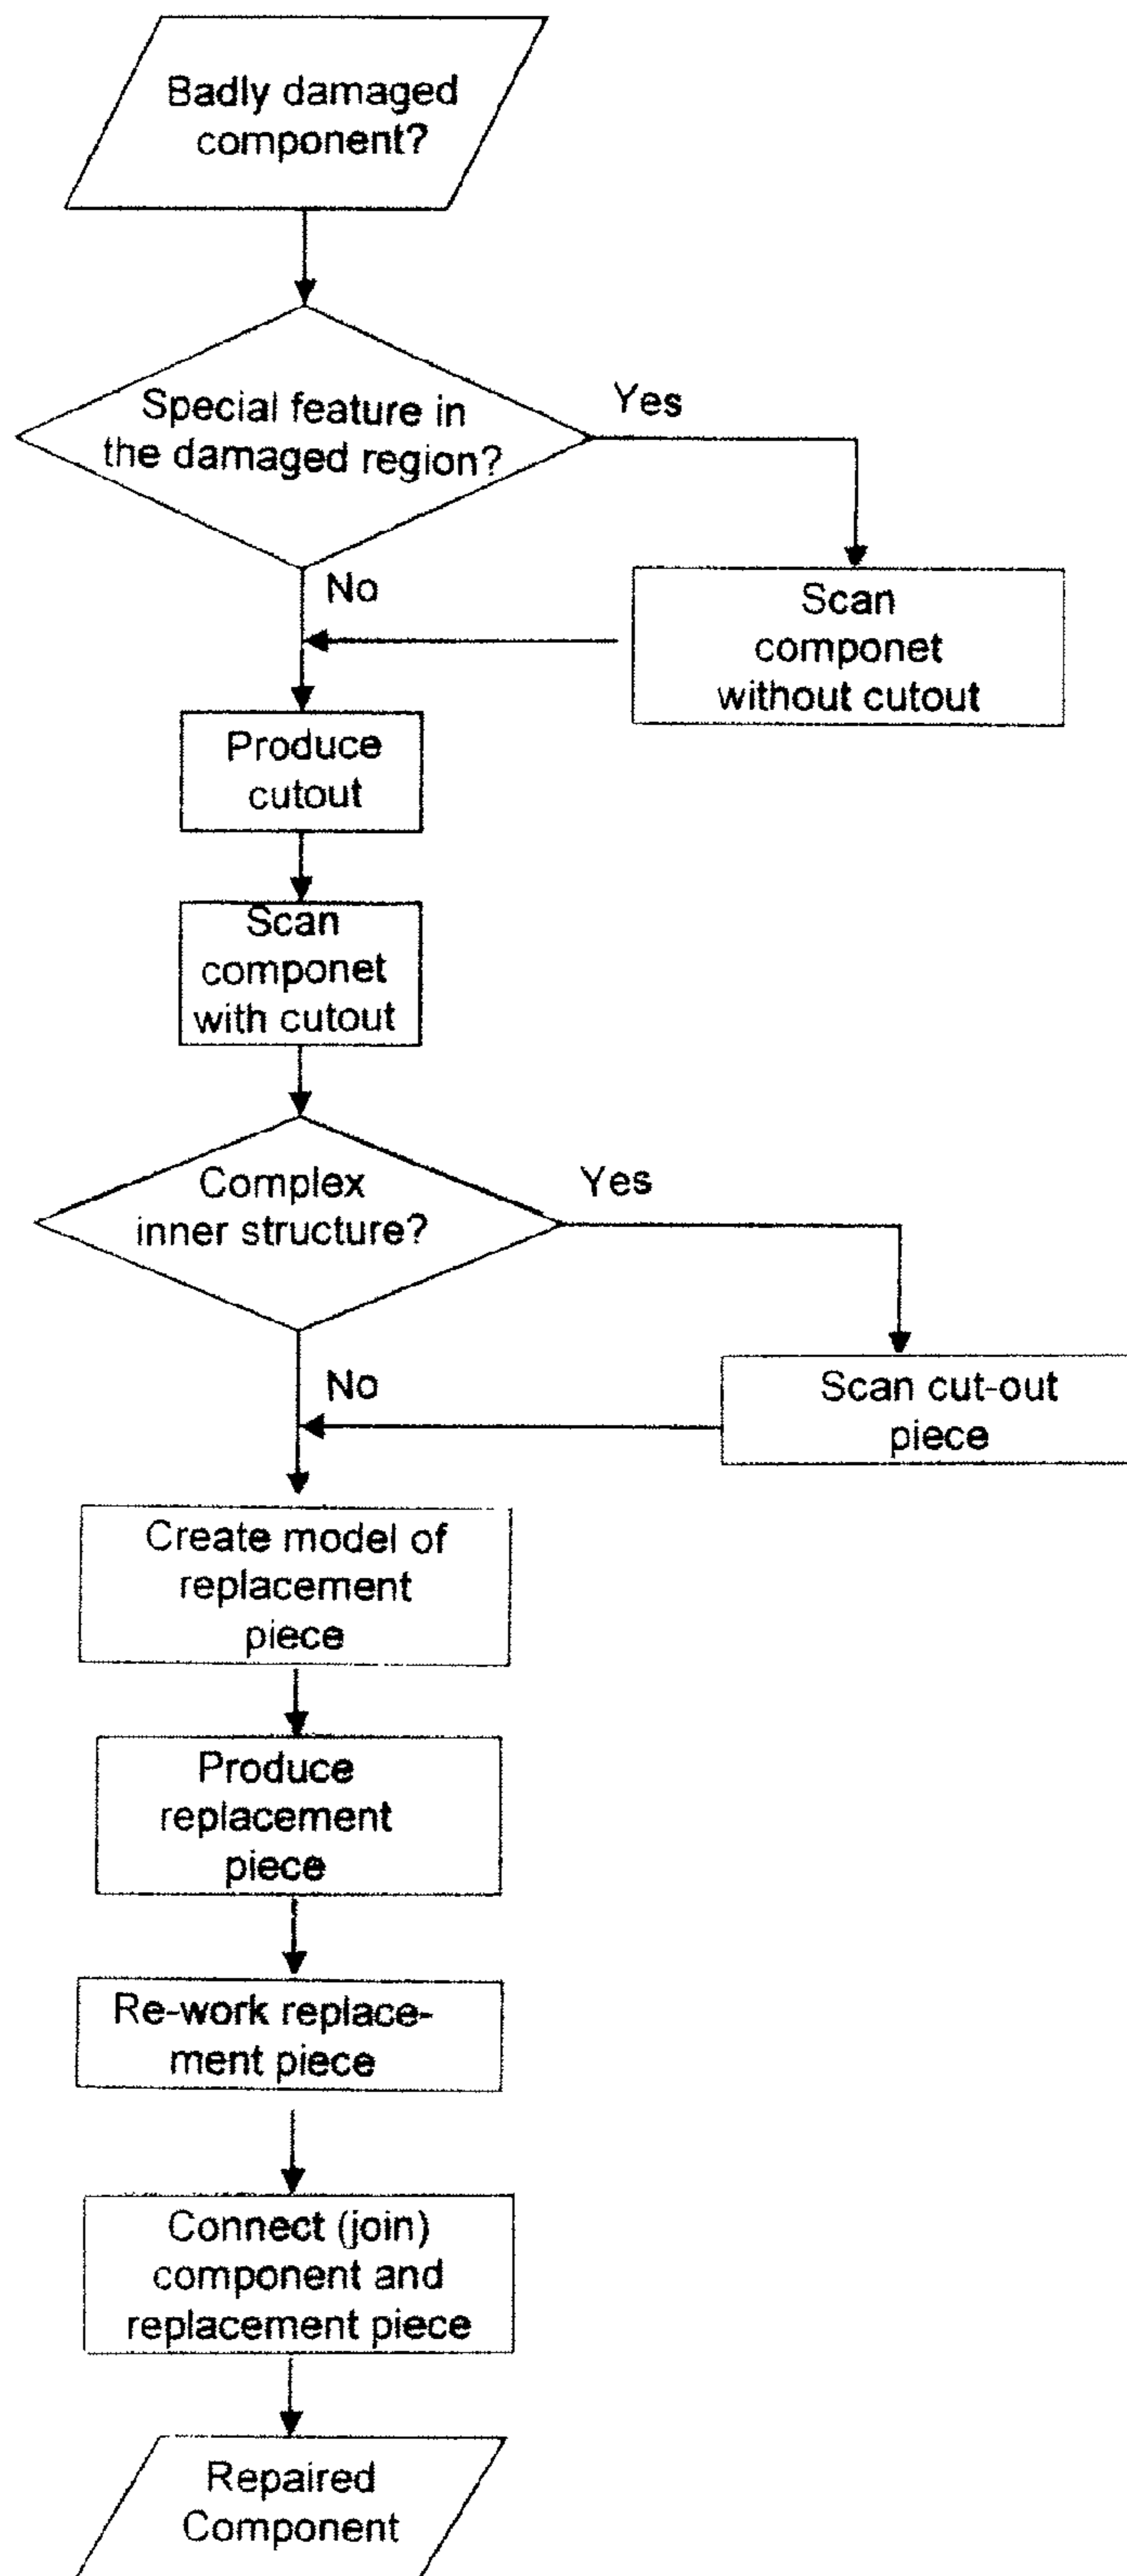 Badly damaged
component?
Special feature in
the damaged region?
Yes
No
Scan
componet
without cutout
Produce
cutout
Scan
componet
with cutout
Complex
inner structure?
Yes
No
Scan cut-out
piece
Create model of
replacement
piece
Produce
replacement
piece
Re-work replace-
ment piece
Connect (join)
component and
replacement piece
Repaired
Component